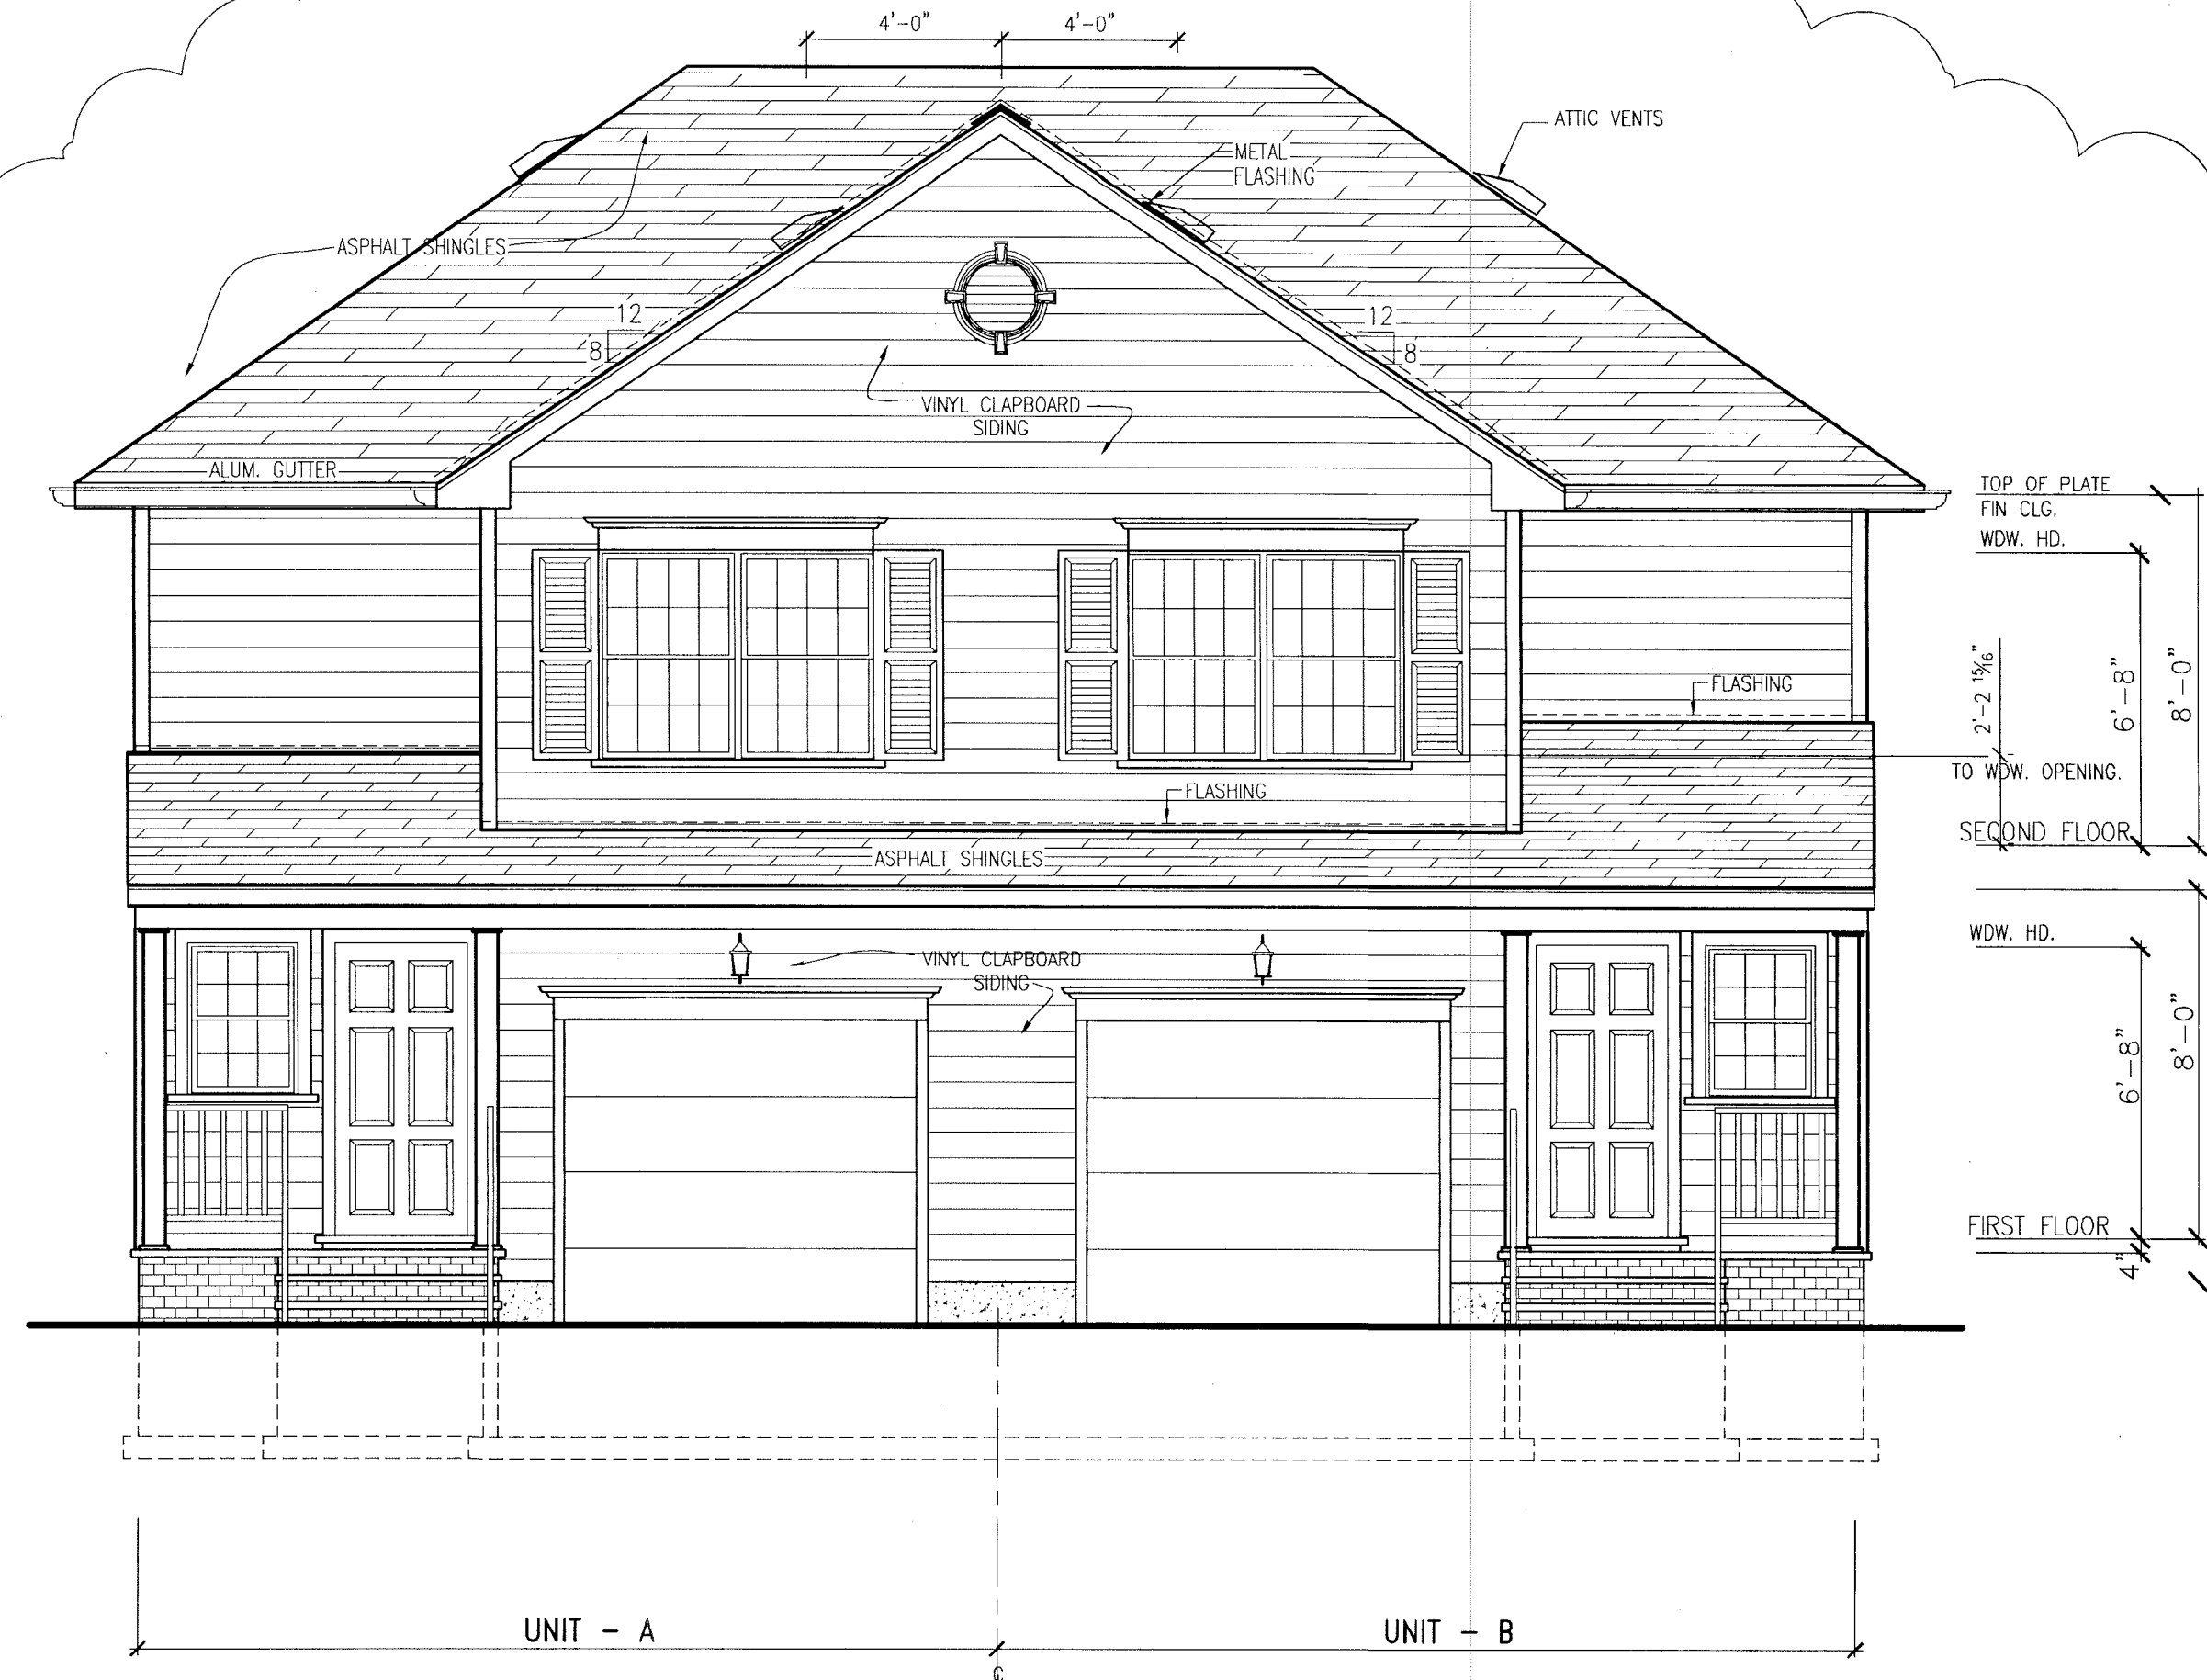 4'-0" 4'-0"
ATTIC VENTS
METAL
FLASHING
ASPHALT SHINGLES
12
8
12
8
VINYL CLAPBOARD
SIDING
ALUM. GUTTER
TOP OF PLATE
FIN CLG.
WDW. HD.
2'-2 15/16"
6'-8"
8'-0"
FLASHING
TO WDW. OPENING.
FLASHING
SECOND FLOOR
ASPHALT SHINGLES
WDW. HD.
VINYL CLAPBOARD
SIDING
6'-8"
8'-0"
FIRST FLOOR
4"
UNIT - A
UNIT - B
℄